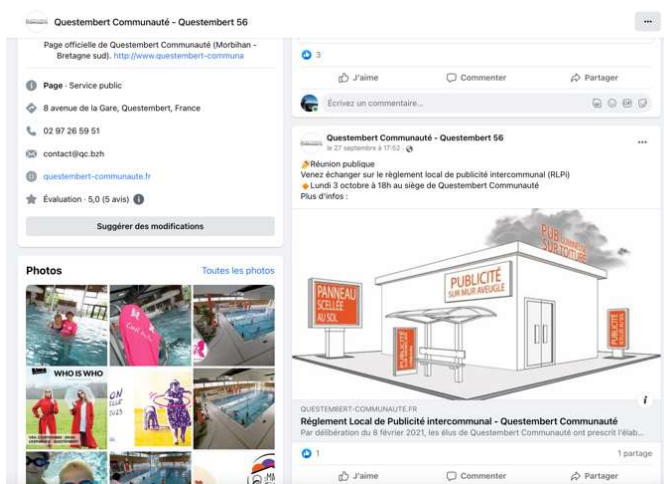 Questembert Communauté - Questembert 56
Page officielle de Questembert Communauté (Morbihan -
Bretagne sud). http://www.questembert-communa
Page · Service public
8 avenue de la Gare, Questembert, France
02 97 26 59 51
contact@qc.bzh
questembert-communaute.fr
Évaluation · 5,0 (5 avis)
Suggérer des modifications
Photos
Toutes les photos
WHO IS WHO
3
J'aime
Commenter
Partager
Écrivez un commentaire...
Questembert Communauté - Questembert 56
le 27 septembre à 17:52 ·
Réunion publique
Venez échanger sur le règlement local de publicité intercommunal (RLPi)
Lundi 3 octobre à 18h au siège de Questembert Communauté
Plus d'infos :
PUB LUMINEUSE
SUR TOITURE
PUBLICITÉ
SUR MUR AVEUGLE
PANNEAU
SCELLÉE
AU SOL
PUBLICITÉ
PUBLICITÉ
QUESTEMBERT-COMMUNAUTE.FR
Réglement Local de Publicité intercommunal - Questembert Communauté
Par délibération du 8 février 2021, les élus de Questembert Communauté ont prescrit l'élab...
1
1 partage
J'aime
Commenter
Partager